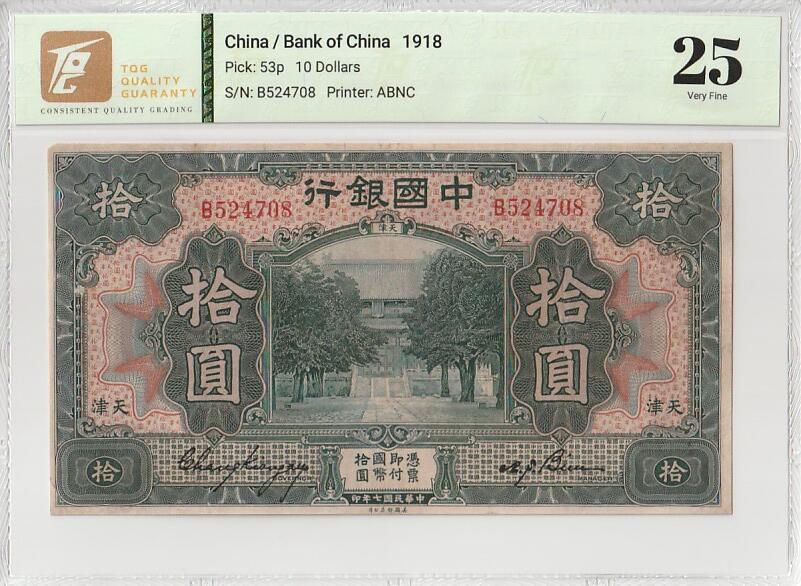 TQG
QUALITY
GUARANTY
CONSISTENT QUALITY GRADING
China / Bank of China 1918
Pick: 53p 10 Dollars
S/N: B524708 Printer: ABNC
25
Very Fine
拾
行銀國中
拾
B524708
B524708
津天
拾圓
拾圓
津天
津天
憑票
即付
國幣
拾圓
拾
拾
GOVERNOR
MANAGER
印年七國民華中